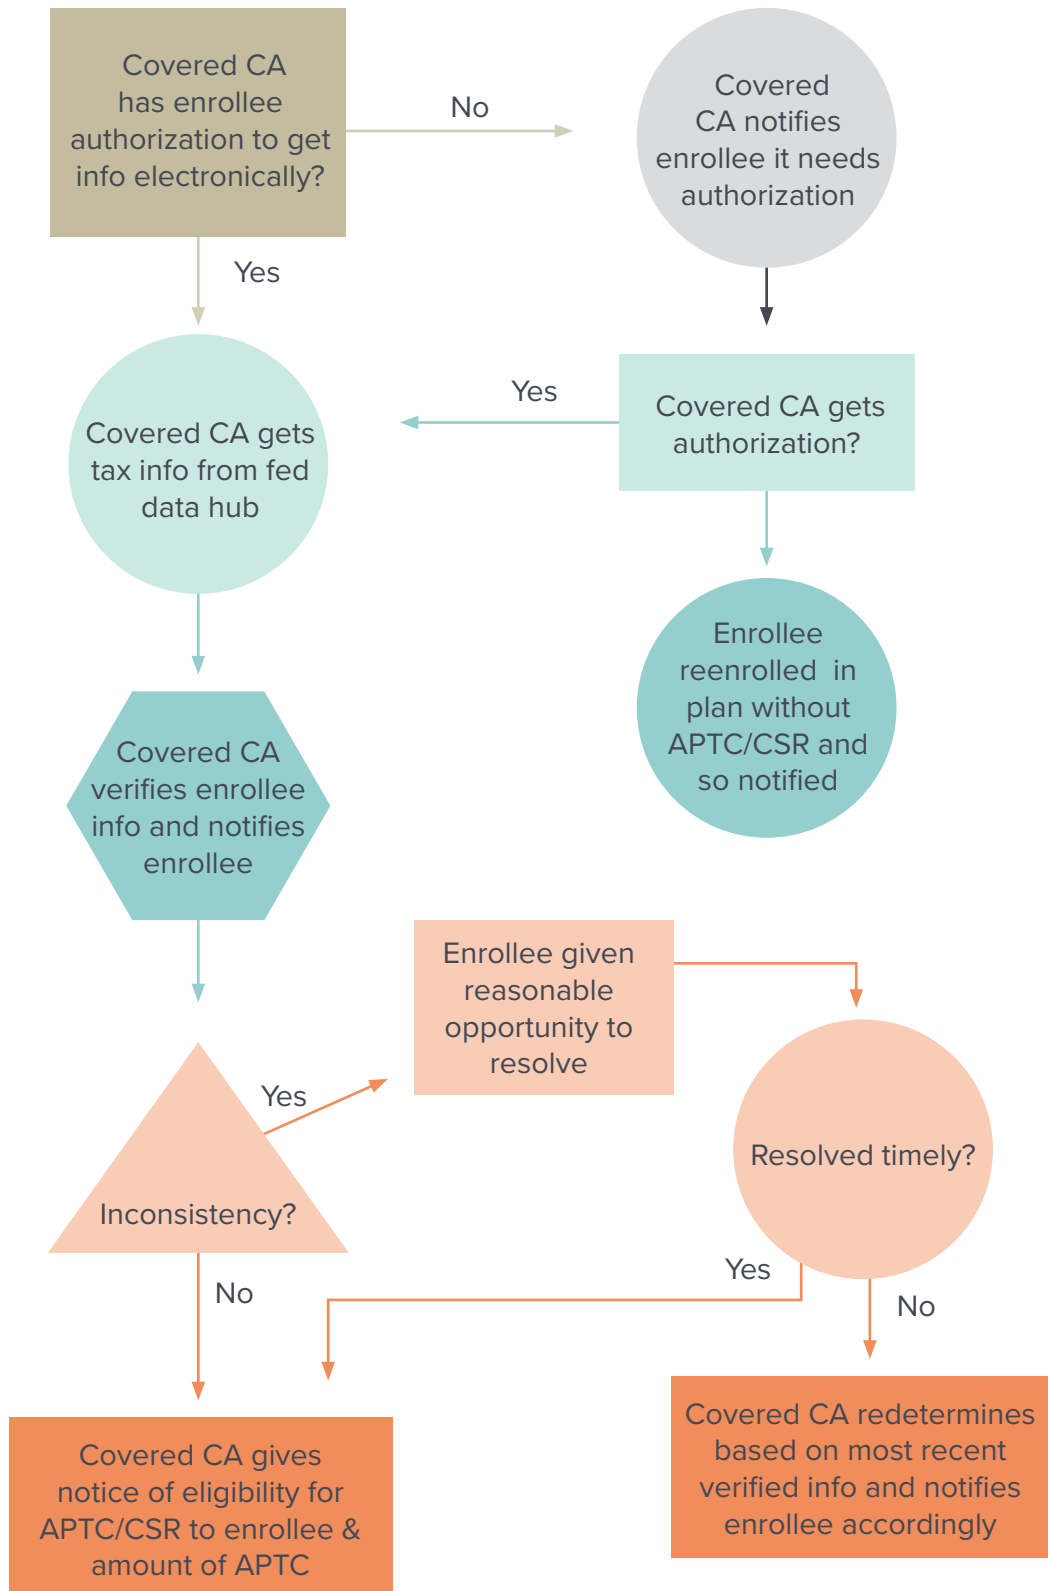 Covered CA
has enrollee
authorization to get
info electronically?
No
Covered
CA notifies
enrollee it needs
authorization
Yes
Covered CA gets
tax info from fed
data hub
Yes
Covered CA gets
authorization?
Enrollee
reenrolled in
plan without
APTC/CSR and
so notified
Covered CA
verifies enrollee
info and notifies
enrollee
Enrollee given
reasonable
opportunity to
resolve
Yes
Inconsistency?
Resolved timely?
Yes
No
No
Covered CA gives
notice of eligibility for
APTC/CSR to enrollee &
amount of APTC
Covered CA redetermines
based on most recent
verified info and notifies
enrollee accordingly